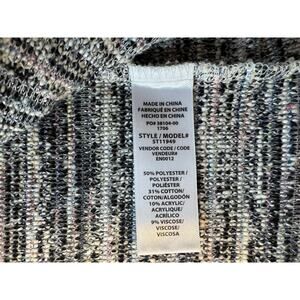 MADE IN CHINA
FABRIQUÉ EN CHINE
HECHO EN CHINA
PO# 38104-00
1706
STYLE / MODEL#
ST11949
VENDOR CODE / CODE
VENDEUR#
EN0012
50% POLYESTER /
POLYESTER /
POLIÉSTER
31% COTTON/
COTON/ALGODÓN
10% ACRYLIC/
ACRYLIQUE/
ACRÍLICO
9% VISCOSE/
VISCOSE/
VISCOSA